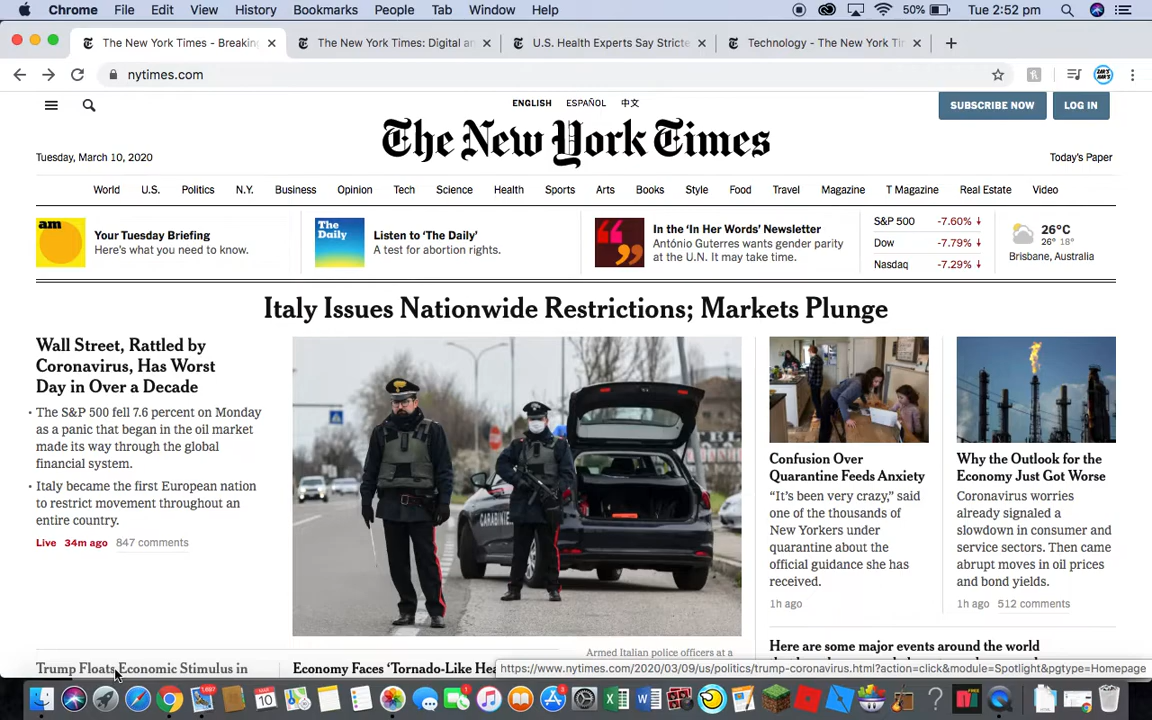 Chrome File Edit View History Bookmarks People Tab Window Help 50% Tue 2:52 pm
The New York Times - Breaking The New York Times: Digital an U.S. Health Experts Say Stricte Technology - The New York Tim
nytimes.com
ENGLISH ESPAÑOL 中文
SUBSCRIBE NOW LOG IN
The New York Times
Tuesday, March 10, 2020
Today's Paper
World U.S. Politics N.Y. Business Opinion Tech Science Health Sports Arts Books Style Food Travel Magazine T Magazine Real Estate Video
am
Your Tuesday Briefing
Here's what you need to know.
The Daily
Listen to 'The Daily'
A test for abortion rights.
In the 'In Her Words' Newsletter
António Guterres wants gender parity
at the U.N. It may take time.
S&P 500 -7.60% ↓
Dow -7.79% ↓
Nasdaq -7.29% ↓
26°C
26° 18°
Brisbane, Australia
Italy Issues Nationwide Restrictions; Markets Plunge
Wall Street, Rattled by
Coronavirus, Has Worst
Day in Over a Decade
• The S&P 500 fell 7.6 percent on Monday
as a panic that began in the oil market
made its way through the global
financial system.
• Italy became the first European nation
to restrict movement throughout an
entire country.
Live 34m ago 847 comments
CARABINIERI
Armed Italian police officers at a
Confusion Over
Quarantine Feeds Anxiety
"It's been very crazy," said
one of the thousands of
New Yorkers under
quarantine about the
official guidance she has
received.
1h ago
Why the Outlook for the
Economy Just Got Worse
Coronavirus worries
already signaled a
slowdown in consumer and
service sectors. Then came
abrupt moves in oil prices
and bond yields.
1h ago 512 comments
Here are some major events around the world
Trump Floats Economic Stimulus in
Economy Faces 'Tornado-Like Hea
https://www.nytimes.com/2020/03/09/us/politics/trump-coronavirus.html?action=click&module=Spotlight&pgtype=Homepage